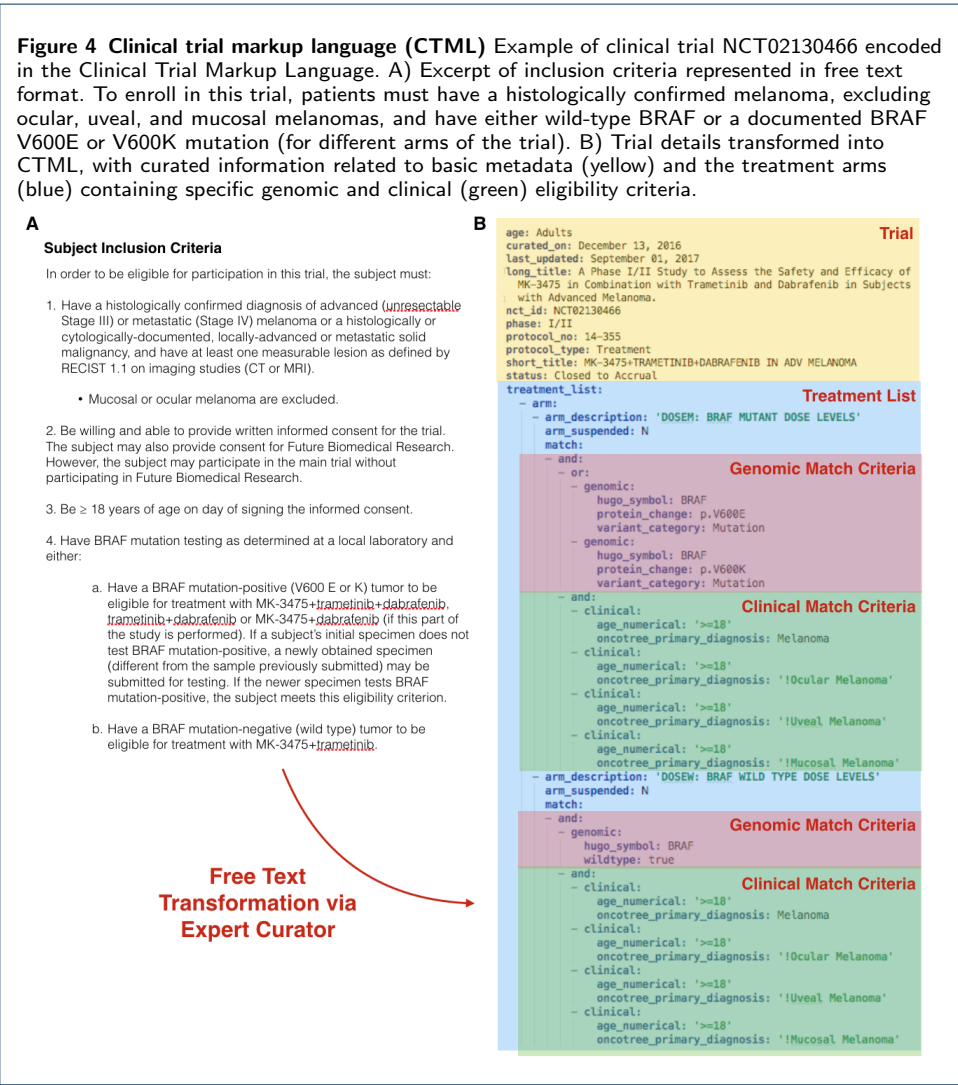 Figure 4 Clinical trial markup language (CTML) Example of clinical trial NCT02130466 encoded
in the Clinical Trial Markup Language. A) Excerpt of inclusion criteria represented in free text
format. To enroll in this trial, patients must have a histologically confirmed melanoma, excluding
ocular, uveal, and mucosal melanomas, and have either wild-type BRAF or a documented BRAF
V600E or V600K mutation (for different arms of the trial). B) Trial details transformed into
CTML, with curated information related to basic metadata (yellow) and the treatment arms
(blue) containing specific genomic and clinical (green) eligibility criteria.
A
Subject Inclusion Criteria
In order to be eligible for participation in this trial, the subject must:
1. Have a histologically confirmed diagnosis of advanced (unresectable
Stage III) or metastatic (Stage IV) melanoma or a histologically or
cytologically-documented, locally-advanced or metastatic solid
malignancy, and have at least one measurable lesion as defined by
RECIST 1.1 on imaging studies (CT or MRI).
• Mucosal or ocular melanoma are excluded.
2. Be willing and able to provide written informed consent for the trial.
The subject may also provide consent for Future Biomedical Research.
However, the subject may participate in the main trial without
participating in Future Biomedical Research.
3. Be ≥ 18 years of age on day of signing the informed consent.
4. Have BRAF mutation testing as determined at a local laboratory and
either:
a. Have a BRAF mutation-positive (V600 E or K) tumor to be
eligible for treatment with MK-3475+trametinib+dabrafenib,
trametinib+dabrafenib or MK-3475+dabrafenib (if this part of
the study is performed). If a subject's initial specimen does not
test BRAF mutation-positive, a newly obtained specimen
(different from the sample previously submitted) may be
submitted for testing. If the newer specimen tests BRAF
mutation-positive, the subject meets this eligibility criterion.
b. Have a BRAF mutation-negative (wild type) tumor to be
eligible for treatment with MK-3475+trametinib.
Free Text
Transformation via
Expert Curator
B
Trial
age: Adults
curated_on: December 13, 2016
last_updated: September 01, 2017
long_title: A Phase I/II Study to Assess the Safety and Efficacy of
MK-3475 in Combination with Trametinib and Dabrafenib in Subjects
with Advanced Melanoma.
nct_id: NCT02130466
phase: I/II
protocol_no: 14-355
protocol_type: Treatment
short_title: MK-3475+TRAMETINIB+DABRAFENIB IN ADV MELANOMA
status: Closed to Accrual
treatment_list:
Treatment List
- arm:
- arm_description: 'DOSEM: BRAF MUTANT DOSE LEVELS'
arm_suspended: N
match:
- and:
Genomic Match Criteria
- or:
- genomic:
hugo_symbol: BRAF
protein_change: p.V600E
variant_category: Mutation
- genomic:
hugo_symbol: BRAF
protein_change: p.V600K
variant_category: Mutation
- and:
Clinical Match Criteria
- clinical:
age_numerical: '>=18'
oncotree_primary_diagnosis: Melanoma
- clinical:
age_numerical: '>=18'
oncotree_primary_diagnosis: '!Ocular Melanoma'
- clinical:
age_numerical: '>=18'
oncotree_primary_diagnosis: '!Uveal Melanoma'
- clinical:
age_numerical: '>=18'
oncotree_primary_diagnosis: '!Mucosal Melanoma'
- arm_description: 'DOSEW: BRAF WILD TYPE DOSE LEVELS'
arm_suspended: N
match:
- and:
Genomic Match Criteria
- genomic:
hugo_symbol: BRAF
wildtype: true
- and:
Clinical Match Criteria
- clinical:
age_numerical: '>=18'
oncotree_primary_diagnosis: Melanoma
- clinical:
age_numerical: '>=18'
oncotree_primary_diagnosis: '!Ocular Melanoma'
- clinical:
age_numerical: '>=18'
oncotree_primary_diagnosis: '!Uveal Melanoma'
- clinical:
age_numerical: '>=18'
oncotree_primary_diagnosis: '!Mucosal Melanoma'